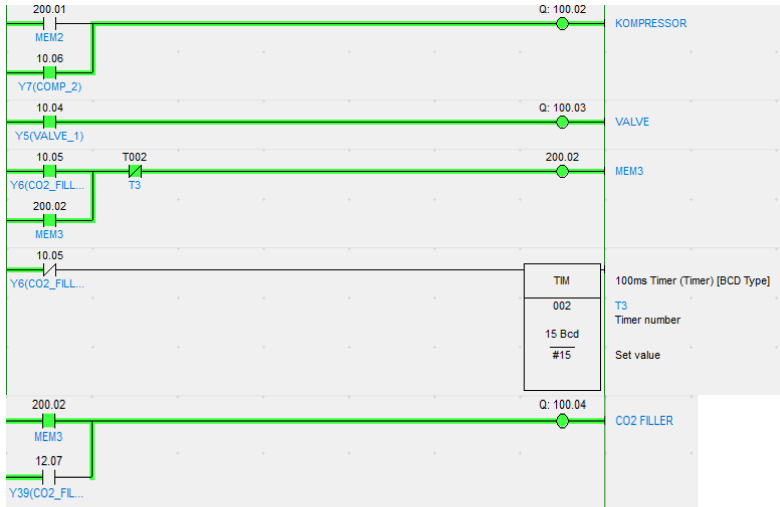 200.01
Q: 100.02
KOMPRESSOR
MEM2
10.06
Y7(COMP_2)
10.04
Q: 100.03
VALVE
Y5(VALVE_1)
10.05
T002
200.02
MEM3
Y6(CO2_FILL...
T3
200.02
MEM3
10.05
Y6(CO2_FILL...
TIM
100ms Timer (Timer) [BCD Type]
002
T3
Timer number
15 Bcd
#15
Set value
200.02
Q: 100.04
CO2 FILLER
MEM3
12.07
Y39(CO2_FIL...